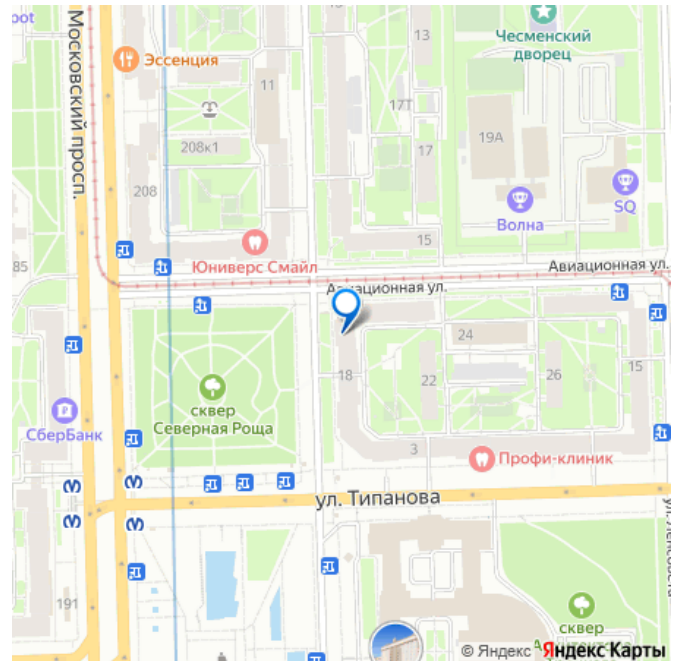 pot
Московский просп.
Эссенция
11
13
Чесменский
дворец
17Т
19А
17
208к1
208
15
Волна
SQ
Юниверс Смайл
85
Авиационная ул.
Авиационная ул.
24
18
22
26
15
сквер
Северная Роща
СберБанк
3
Профи-клиник
ул. Типанова
191
сквер
© Яндекс Яндекс Карты